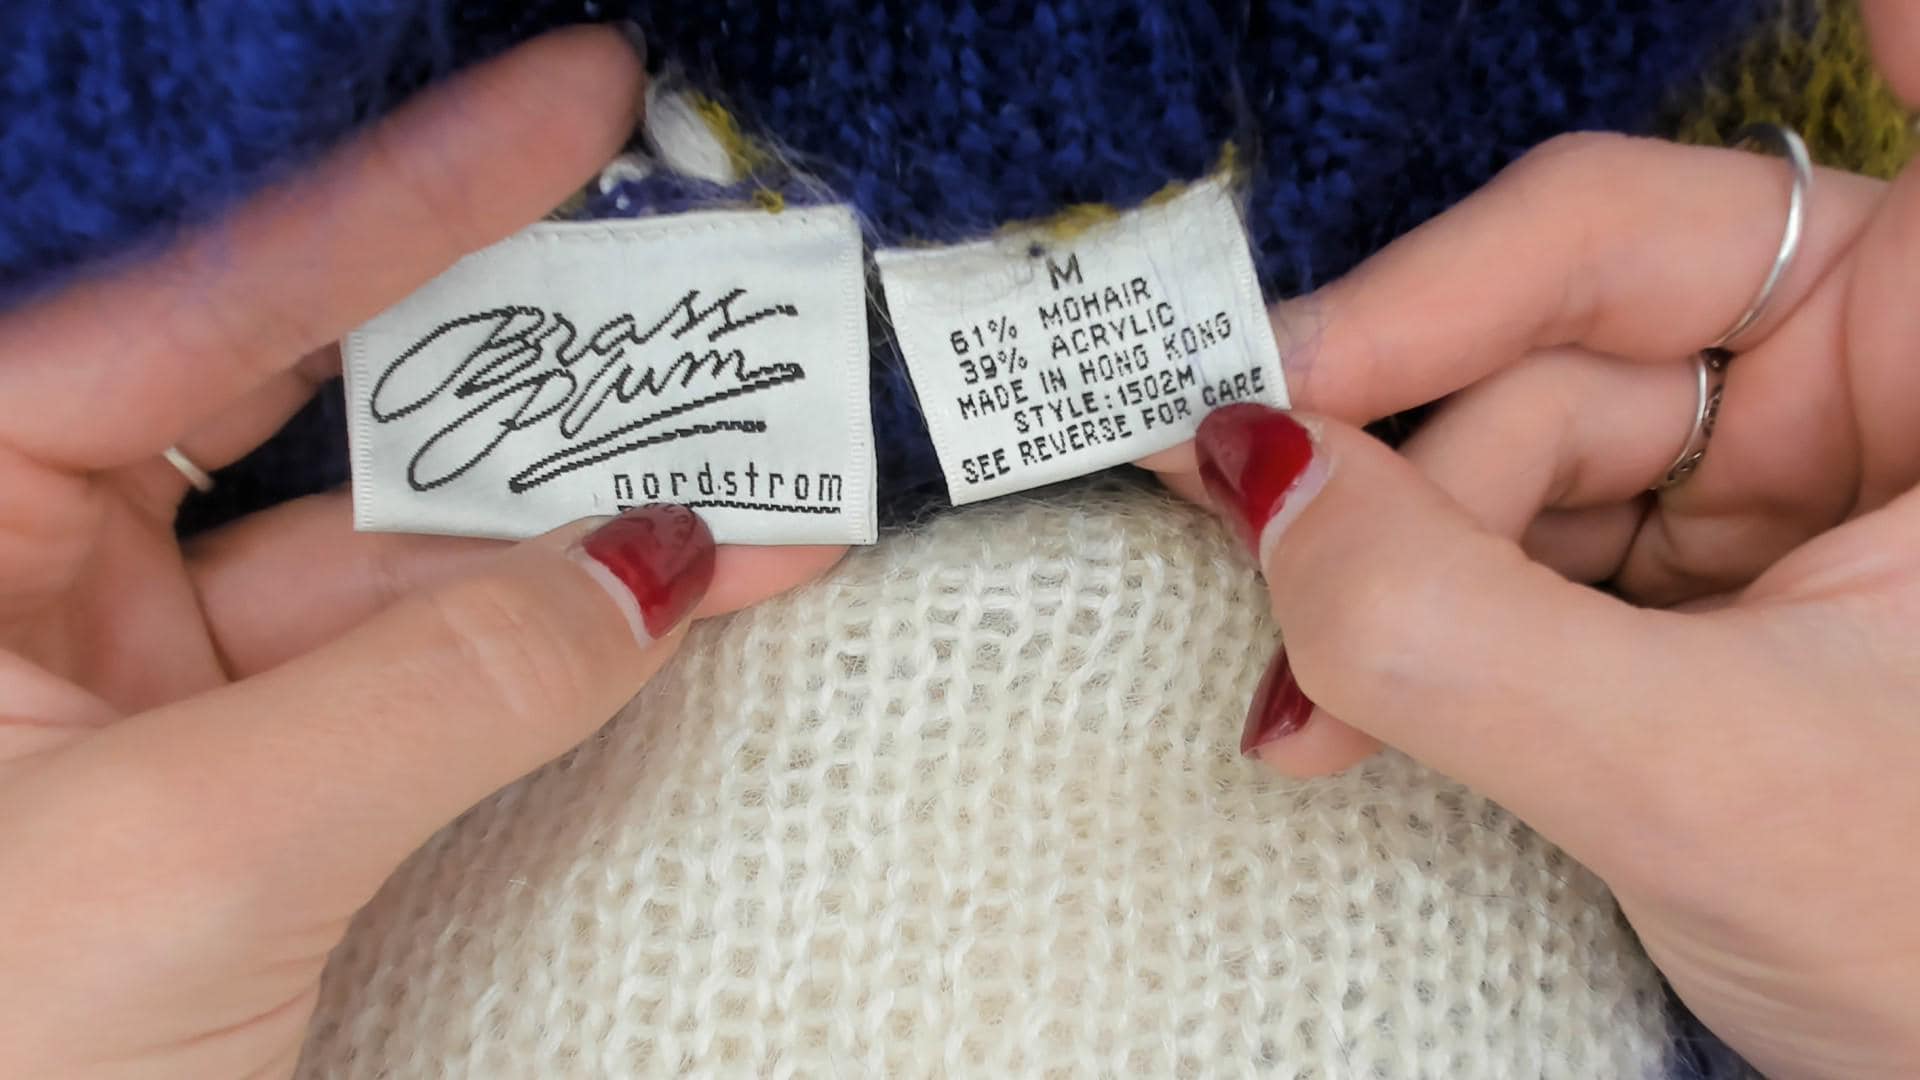 Brass
Plum
nordstrom
M
61% MOHAIR
39% ACRYLIC
MADE IN HONG KONG
STYLE:1502M
SEE REVERSE FOR CARE